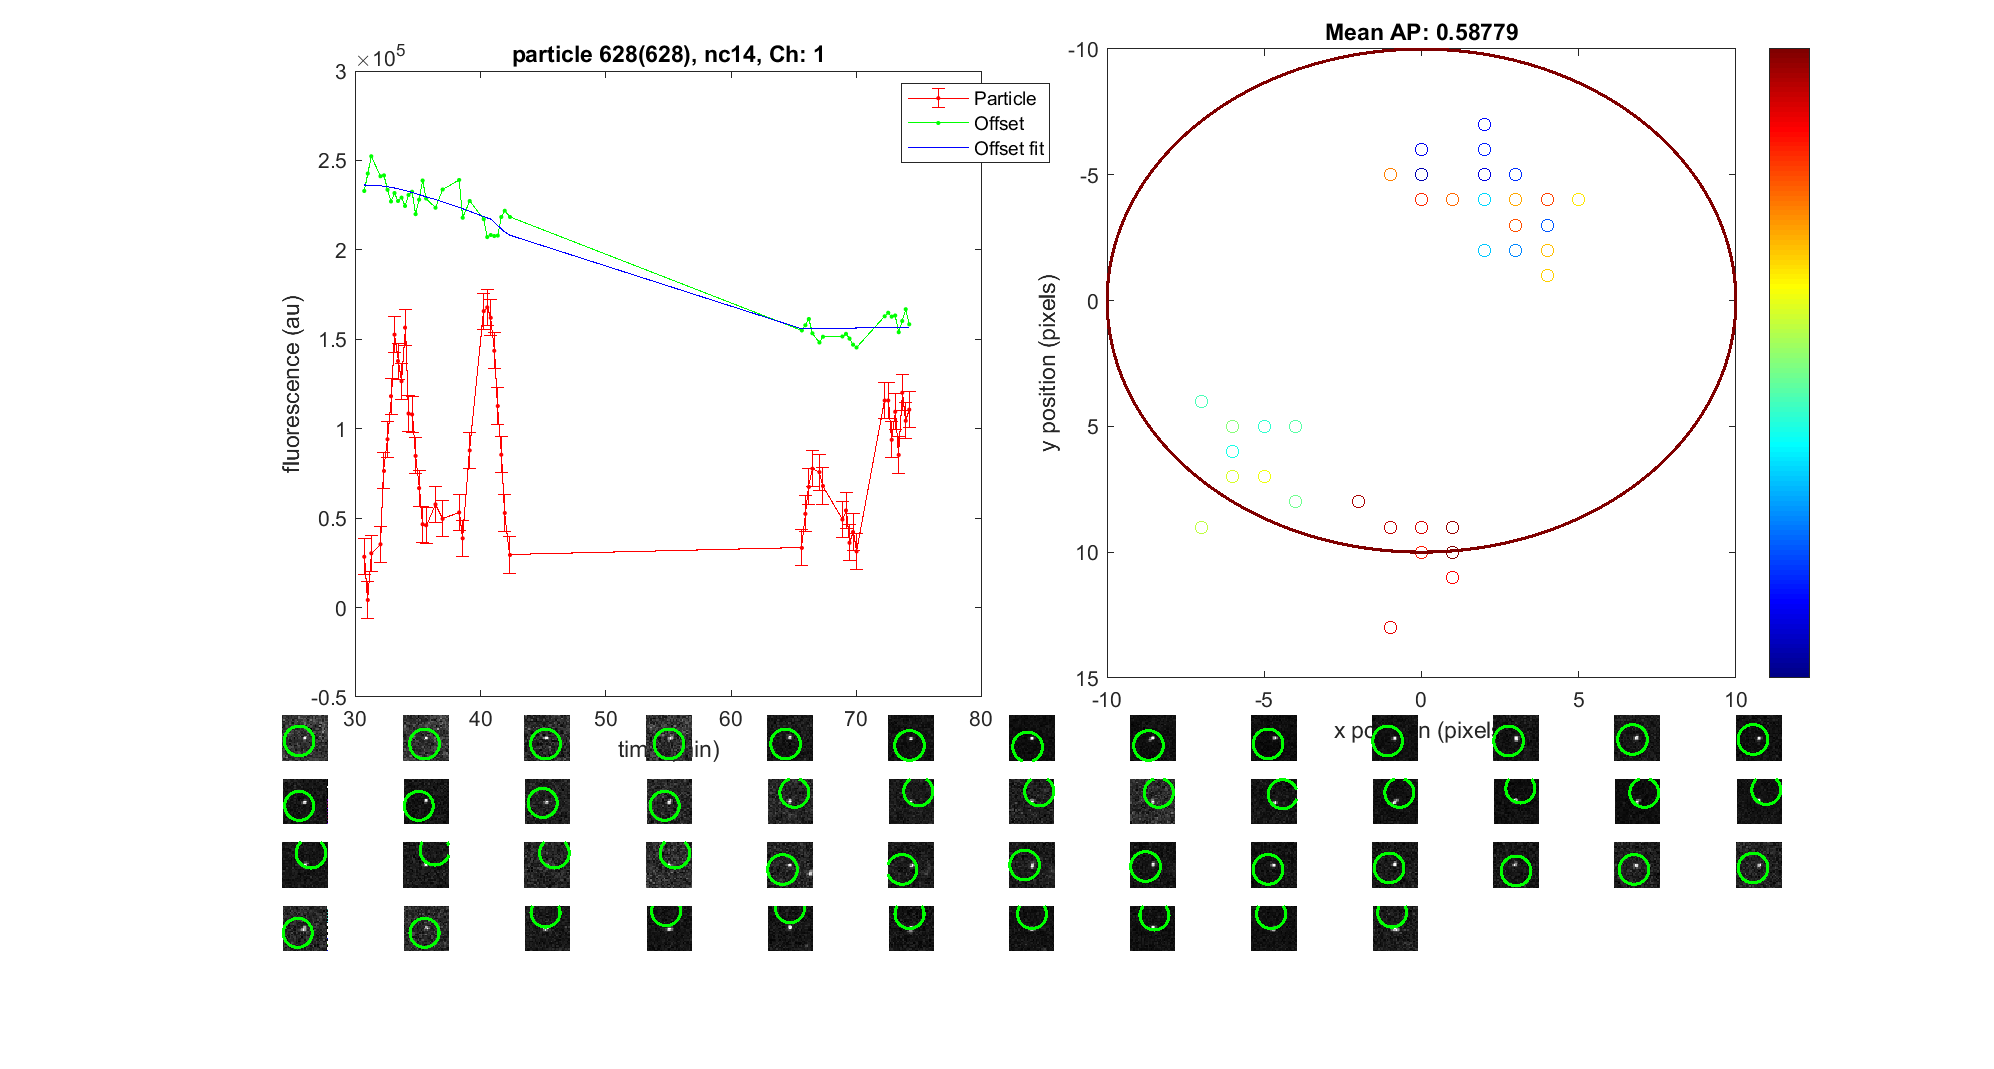 particle 628(628), nc14, Ch: 1
×10^5
3
2.5
2
1.5
1
0.5
0
-0.5
30 40 50 60 70 80
fluorescence (au)
Particle
Offset
Offset fit
Mean AP: 0.58779
-10
-5
0
5
10
15
-10 -5 0 5 10
y position (pixels)